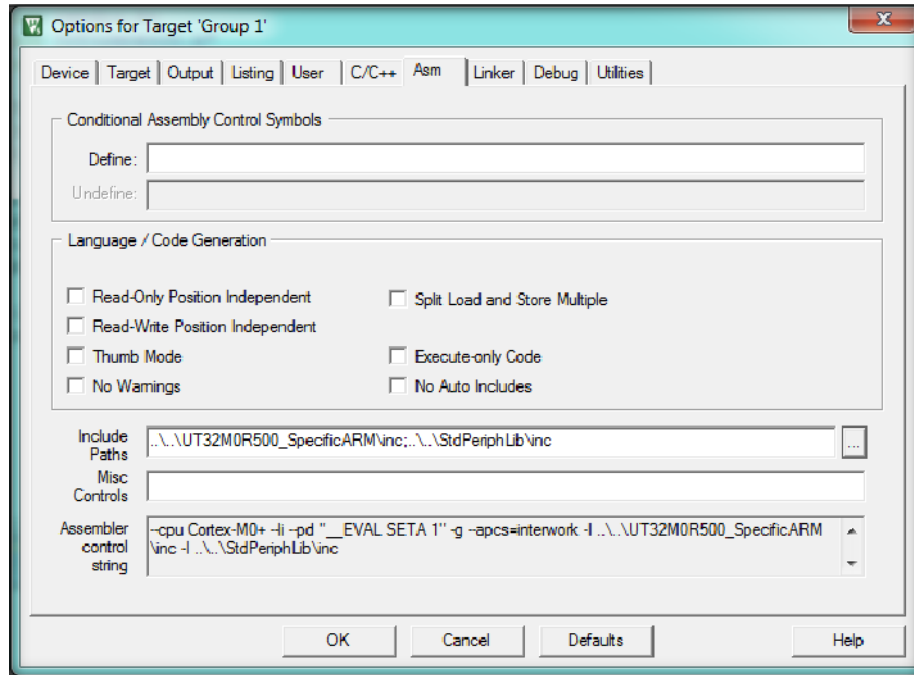 Options for Target 'Group 1'
Device Target Output Listing User C/C++ Asm Linker Debug Utilities
Conditional Assembly Control Symbols
Define:
Undefine:
Language / Code Generation
Read-Only Position Independent
Split Load and Store Multiple
Read-Write Position Independent
Thumb Mode
Execute-only Code
No Warnings
No Auto Includes
Include
Paths
..\..\UT32M0R500_SpecificARM\inc;..\..\StdPeriphLib\inc
...
Misc
Controls
Assembler
control
string
--cpu Cortex-M0+ --li --pd "__EVAL SETA 1" -g --apcs=interwork -I ..\..\UT32M0R500_SpecificARM
\inc -I ..\..\StdPeriphLib\inc
OK Cancel Defaults Help